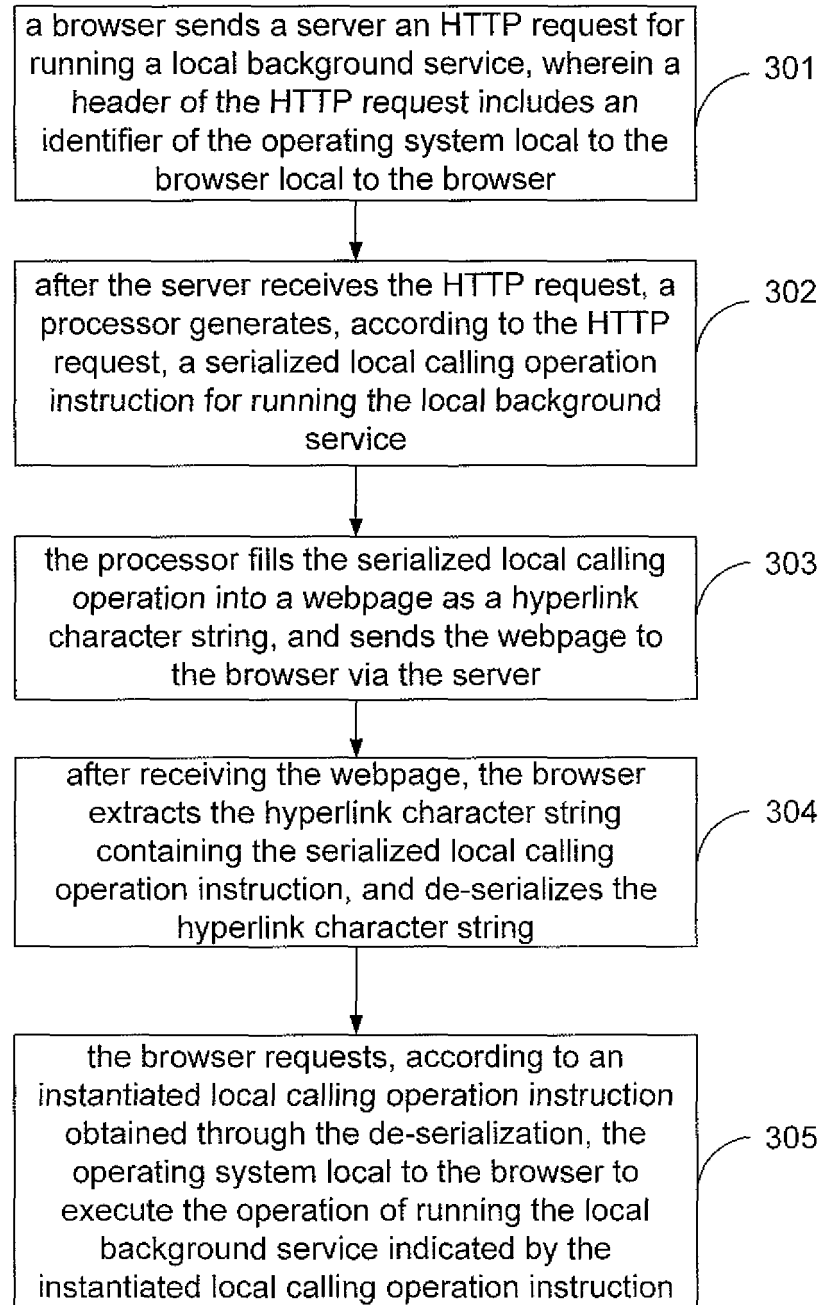 a browser sends a server an HTTP request for
running a local background service, wherein a
header of the HTTP request includes an
identifier of the operating system local to the
browser local to the browser
301
after the server receives the HTTP request, a
processor generates, according to the HTTP
request, a serialized local calling operation
instruction for running the local background
service
302
the processor fills the serialized local calling
operation into a webpage as a hyperlink
character string, and sends the webpage to
the browser via the server
303
after receiving the webpage, the browser
extracts the hyperlink character string
containing the serialized local calling
operation instruction, and de-serializes the
hyperlink character string
304
the browser requests, according to an
instantiated local calling operation instruction
obtained through the de-serialization, the
operating system local to the browser to
execute the operation of running the local
background service indicated by the
instantiated local calling operation instruction
305